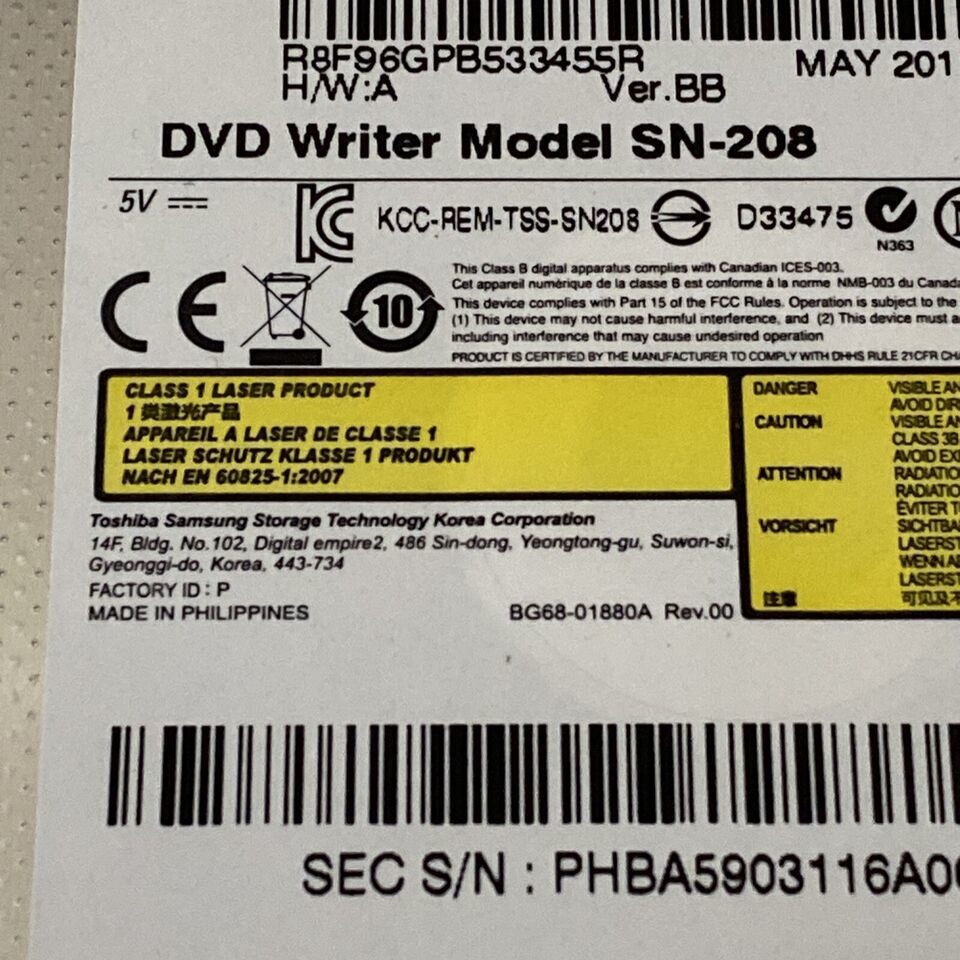 R8F96GPB533455R MAY 201
H/W:A Ver.BB
DVD Writer Model SN-208
5V KCC-REM-TSS-SN208 D33475
N363
This Class B digital apparatus complies with Canadian ICES-003.
Cet appareil numérique de la classe B est conforme à la norme NMB-003 du Canada
This device complies with Part 15 of the FCC Rules. Operation is subject to the
(1) This device may not cause harmful interference, and (2) This device must a
including interference that may cause undesired operation
PRODUCT IS CERTIFIED BY THE MANUFACTURER TO COMPLY WITH DHHS RULE 21CFR CHA
CE
10
CLASS 1 LASER PRODUCT
1 类激光产品
APPAREIL A LASER DE CLASSE 1
LASER SCHUTZ KLASSE 1 PRODUKT
NACH EN 60825-1:2007
DANGER VISIBLE AN
AVOID DIR
CAUTION VISIBLE AN
CLASS 3B
AVOID EX
ATTENTION RADIATIO
RADIATIO
ÉVITER T
VORSICHT SICHTBA
LASERST
WENN AB
LASERST
注意 可见及不
Toshiba Samsung Storage Technology Korea Corporation
14F, Bldg. No.102, Digital empire2, 486 Sin-dong, Yeongtong-gu, Suwon-si,
Gyeonggi-do, Korea, 443-734
FACTORY ID : P
MADE IN PHILIPPINES BG68-01880A Rev.00
SEC S/N : PHBA5903116A0